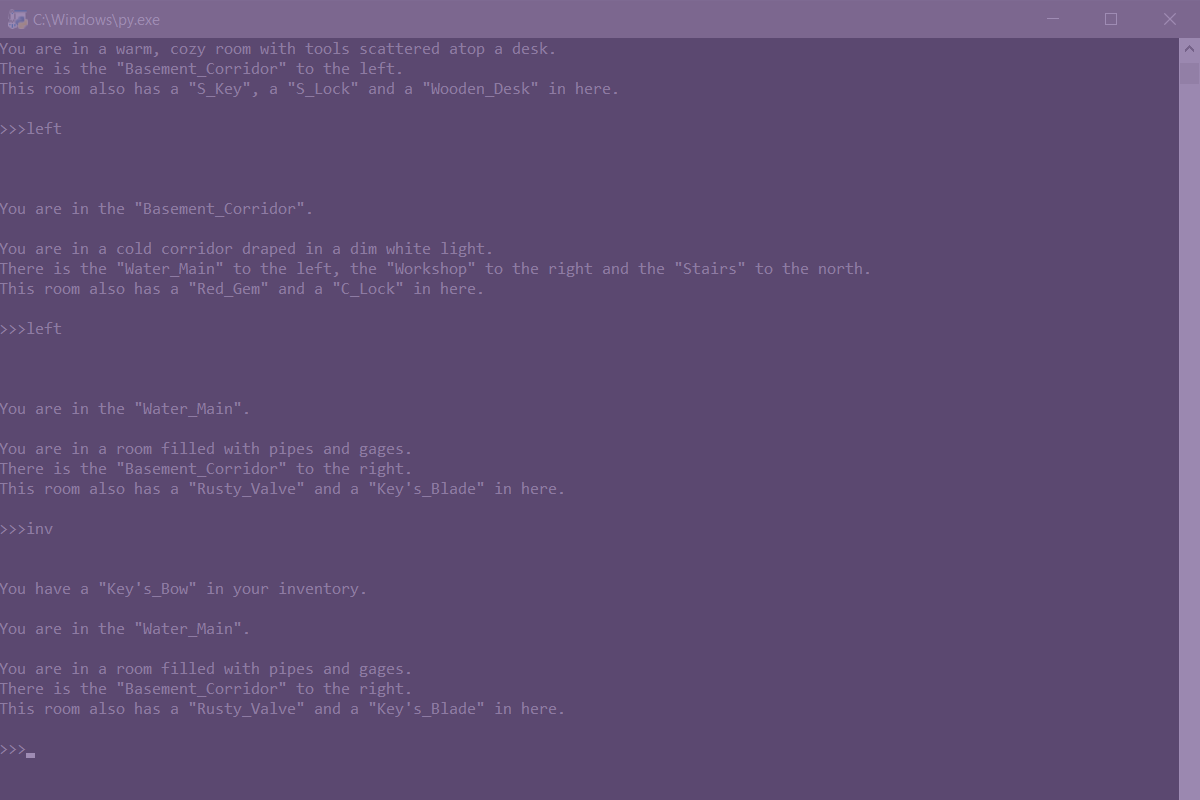 C:\Windows\py.exe
You are in a warm, cozy room with tools scattered atop a desk.
There is the "Basement_Corridor" to the left.
This room also has a "S_Key", a "S_Lock" and a "Wooden_Desk" in here.
>>>left
You are in the "Basement_Corridor".
You are in a cold corridor draped in a dim white light.
There is the "Water_Main" to the left, the "Workshop" to the right and the "Stairs" to the north.
This room also has a "Red_Gem" and a "C_Lock" in here.
>>>left
You are in the "Water_Main".
You are in a room filled with pipes and gages.
There is the "Basement_Corridor" to the right.
This room also has a "Rusty_Valve" and a "Key's_Blade" in here.
>>>inv
You have a "Key's_Bow" in your inventory.
You are in the "Water_Main".
You are in a room filled with pipes and gages.
There is the "Basement_Corridor" to the right.
This room also has a "Rusty_Valve" and a "Key's_Blade" in here.
>>>